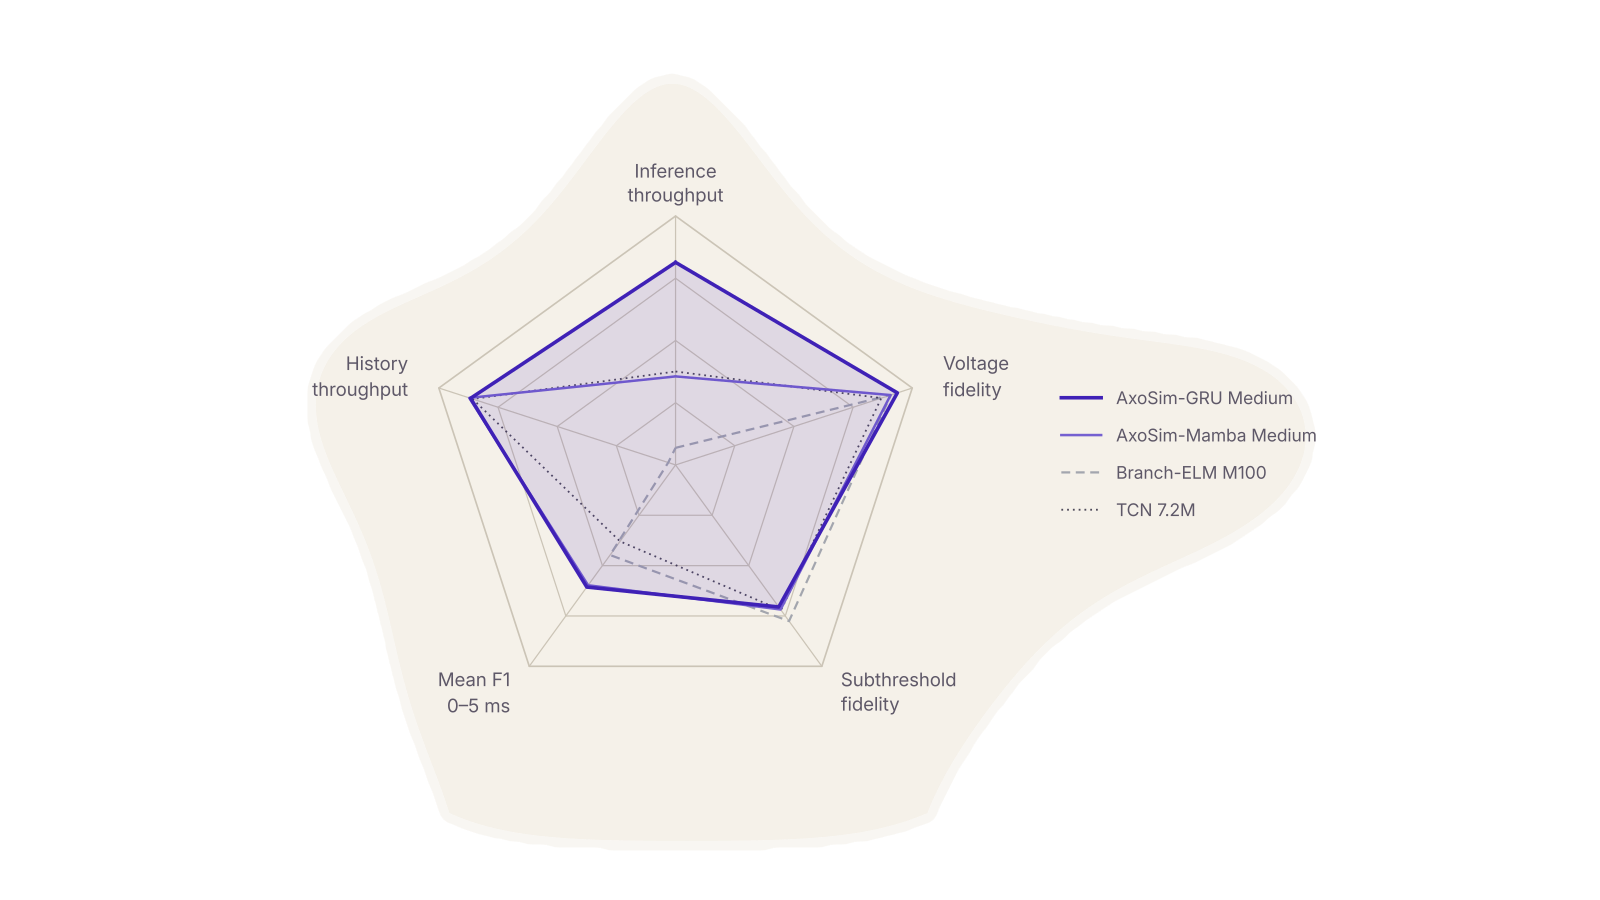 Inference
throughput
History
throughput
Voltage
fidelity
AxoSim-GRU Medium
AxoSim-Mamba Medium
Branch-ELM M100
TCN 7.2M
Mean F1
0–5 ms
Subthreshold
fidelity